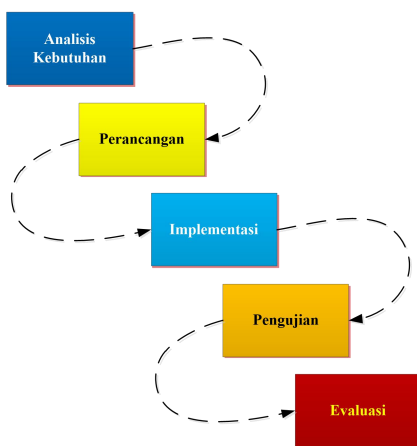 Analisis
Kebutuhan
Perancangan
Implementasi
Pengujian
Evaluasi